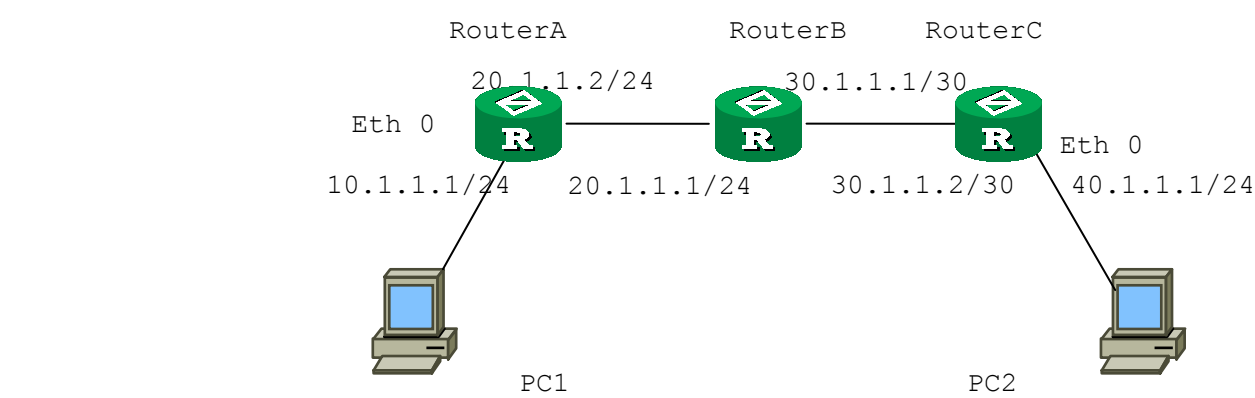 RouterA RouterB RouterC
20.1.1.2/24 30.1.1.1/30
Eth 0
R R R
Eth 0
10.1.1.1/24 20.1.1.1/24 30.1.1.2/30 40.1.1.1/24
PC1 PC2